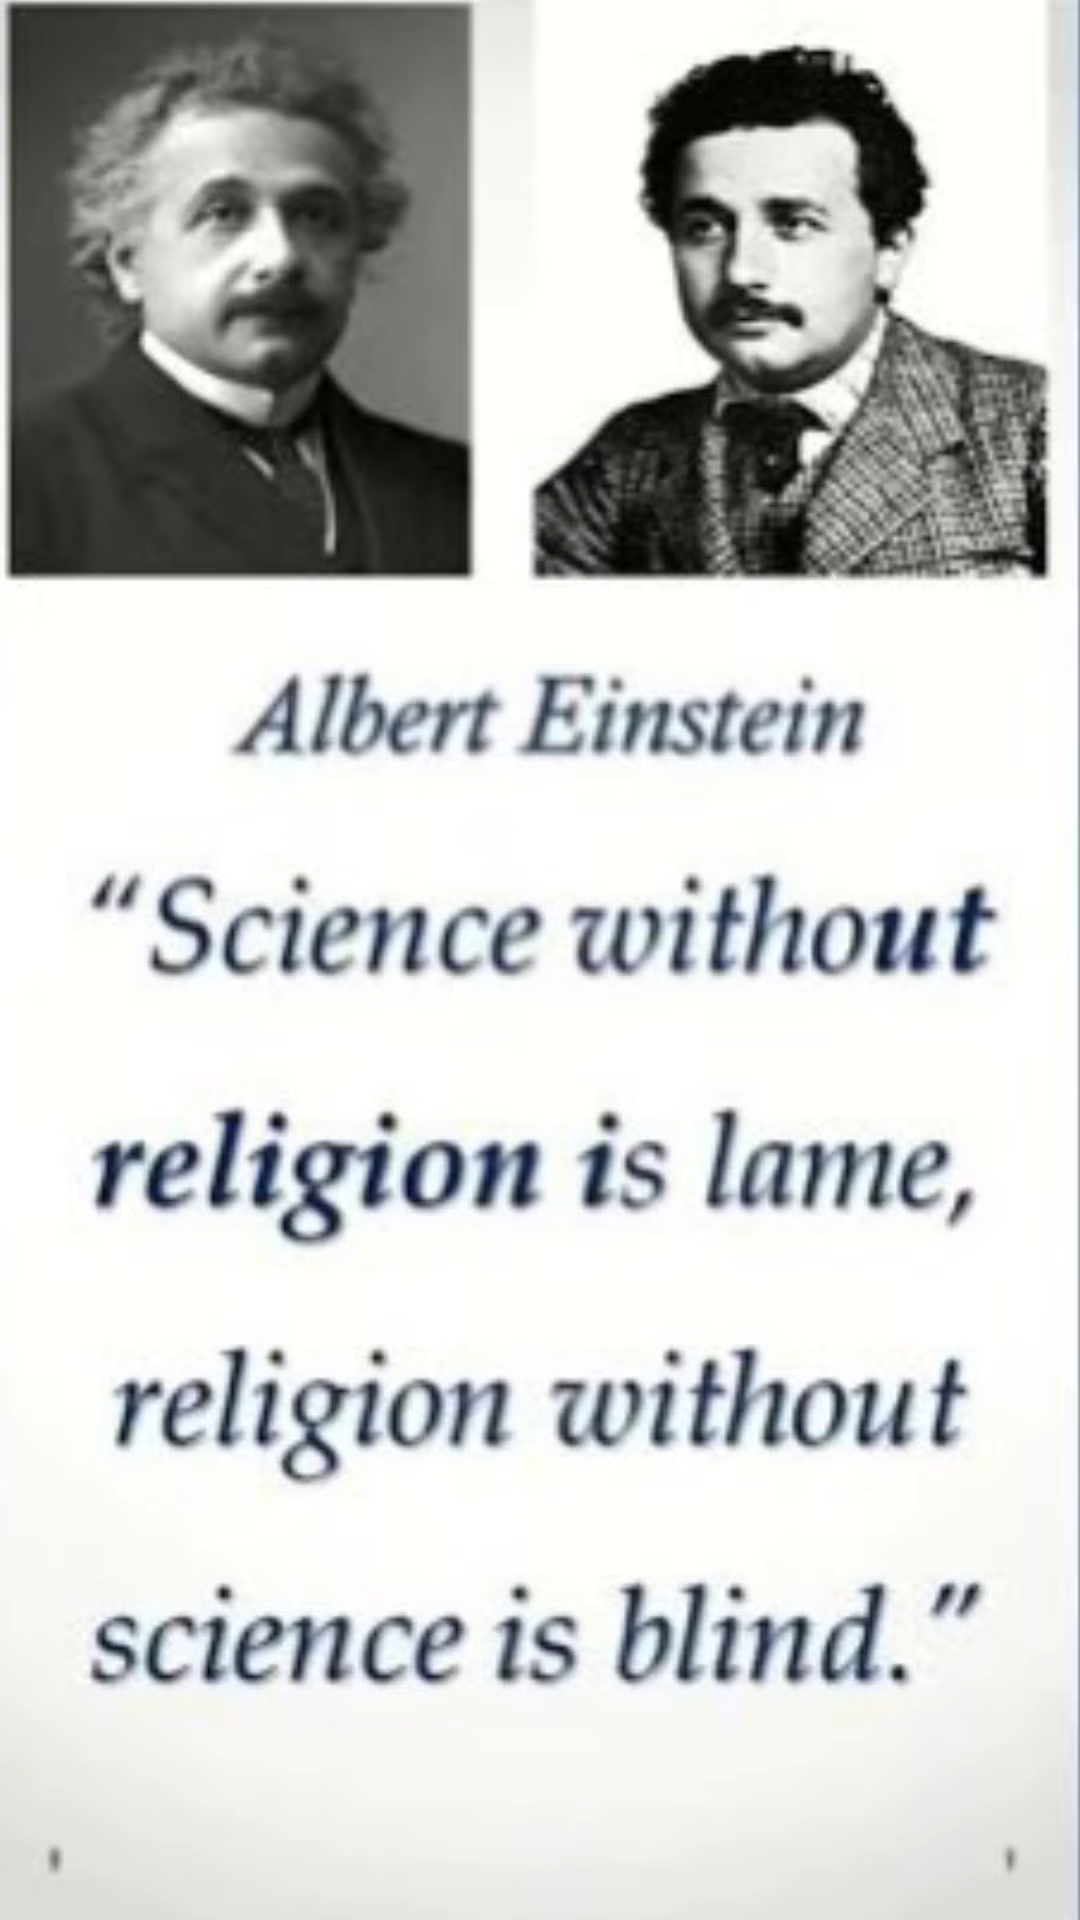 Albert Einstein
“Science without
religion is lame,
religion without
science is blind.”